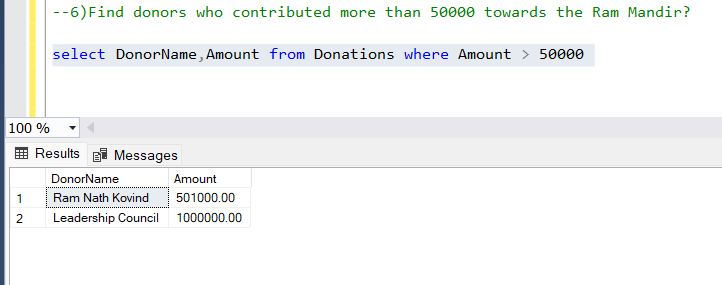 --6)Find donors who contributed more than 50000 towards the Ram Mandir?
select DonorName,Amount from Donations where Amount > 50000
100 %
Results Messages
DonorName Amount
1 Ram Nath Kovind 501000.00
2 Leadership Council 1000000.00